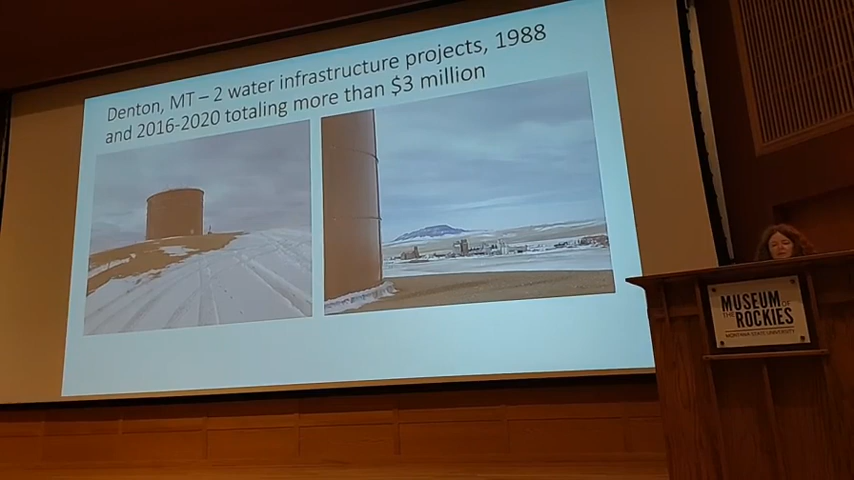 Denton, MT – 2 water infrastructure projects, 1988
and 2016-2020 totaling more than $3 million
MUSEUM
OF THE ROCKIES
MONTANA STATE UNIVERSITY